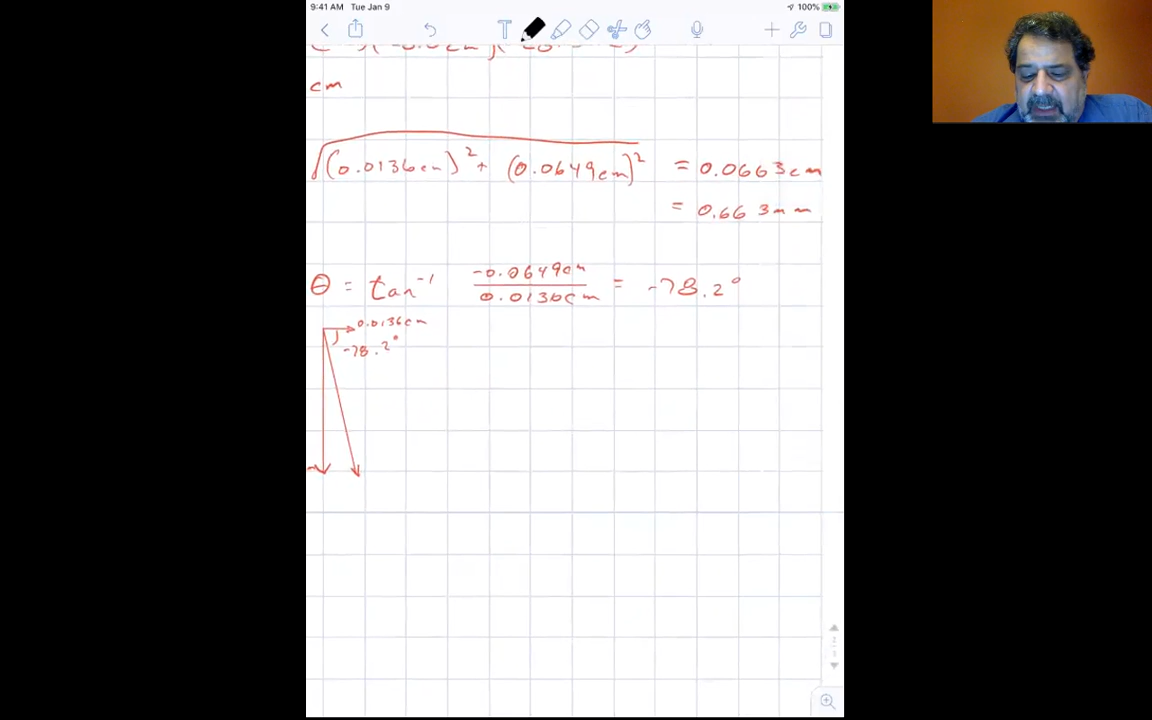 9:41 AM Tue Jan 9
100%
T
cm
√(0.0136cm)² + (0.0649cm)² = 0.0663cm
= 0.663mm
θ = tan⁻¹ -0.0649cm / 0.0136cm = -78.2°
0.0136cm
-78.2°